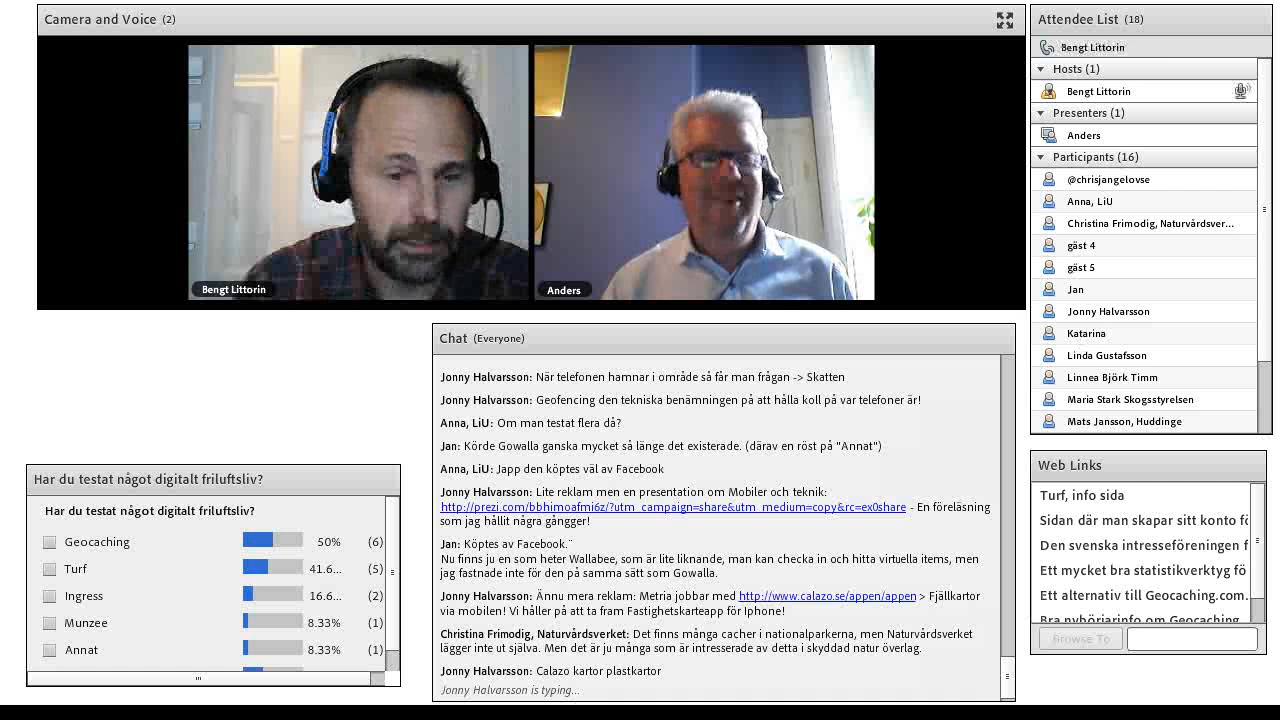 Camera and Voice (2)
Bengt Littorin
Anders
Attendee List (18)
Bengt Littorin
Hosts (1)
Bengt Littorin
Presenters (1)
Anders
Participants (16)
@chrisjangelovse
Anna, LiU
Christina Frimodig, Naturvårdsver...
gäst 4
gäst 5
Jan
Jonny Halvarsson
Katarina
Linda Gustafsson
Linnea Björk Timm
Maria Stark Skogsstyrelsen
Mats Jansson, Huddinge
Har du testat något digitalt friluftsliv?
Har du testat något digitalt friluftsliv?
Geocaching 50% (6)
Turf 41.6... (5)
Ingress 16.6... (2)
Munzee 8.33% (1)
Annat 8.33% (1)
Chat (Everyone)
Jonny Halvarsson: När telefonen hamnar i område så får man frågan -> Skatten
Jonny Halvarsson: Geofencing den tekniska benämningen på att hålla koll på var telefoner är!
Anna, LiU: Om man testat flera då?
Jan: Körde Gowalla ganska mycket så länge det existerade. (därav en röst på "Annat")
Anna, LiU: Japp den köptes väl av Facebook
Jonny Halvarsson: Lite reklam men en presentation om Mobiler och teknik:
http://prezi.com/bbhimoafmi6z/?utm_campaign=share&utm_medium=copy&rc=ex0share - En föreläsning
som jag hållit några gångger!
Jan: Köptes av Facebook.¨
Nu finns ju en som heter Wallabee, som är lite liknande, man kan checka in och hitta virtuella items, men
jag fastnade inte för den på samma sätt som Gowalla.
Jonny Halvarsson: Ännu mera reklam: Metria jobbar med http://www.calazo.se/appen/appen > Fjällkartor
via mobilen! Vi håller på att ta fram Fastighetskarteapp för Iphone!
Christina Frimodig, Naturvårdsverket: Det finns många cacher i nationalparkerna, men Naturvårdsverket
lägger inte ut själva. Men det är ju många som är intresserade av detta i skyddad natur överlag.
Jonny Halvarsson: Calazo kartor plastkartor
Jonny Halvarsson is typing...
Web Links
Turf, info sida
Sidan där man skapar sitt konto fö
Den svenska intresseföreningen f
Ett mycket bra statistikverktyg fö
Ett alternativ till Geocaching.com.
Bra nybörjarinfo om Geocaching
Browse To